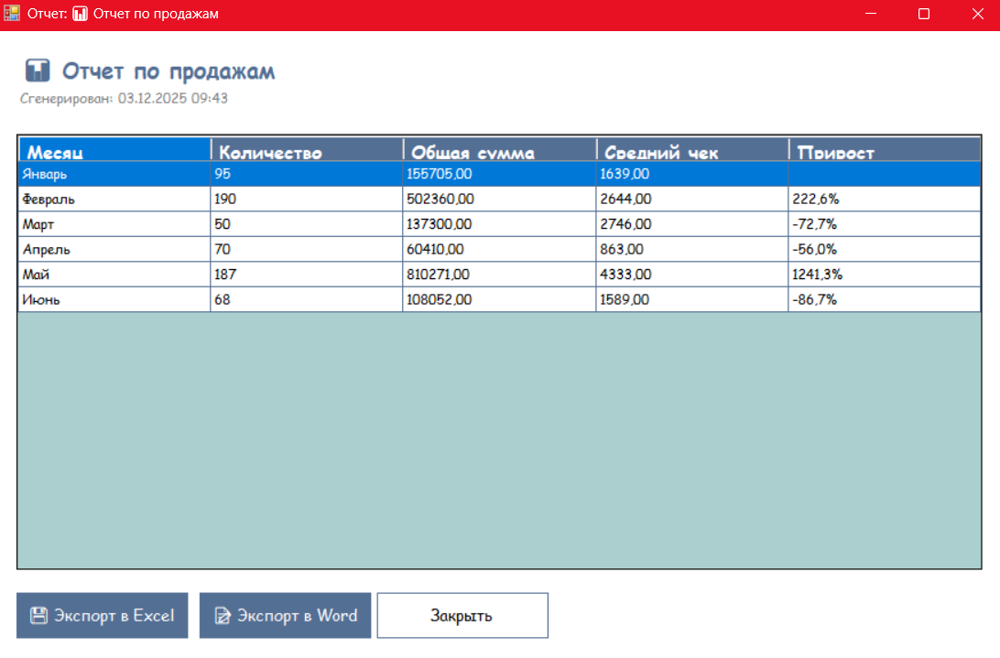 Отчет: Отчет по продажам
Отчет по продажам
Сгенерирован: 03.12.2025 09:43
Месяц Количество Общая сумма Средний чек Прирост
Январь 95 155705,00 1639,00
Февраль 190 502360,00 2644,00 222,6%
Март 50 137300,00 2746,00 -72,7%
Апрель 70 60410,00 863,00 -56,0%
Май 187 810271,00 4333,00 1241,3%
Июнь 68 108052,00 1589,00 -86,7%
Экспорт в Excel Экспорт в Word Закрыть